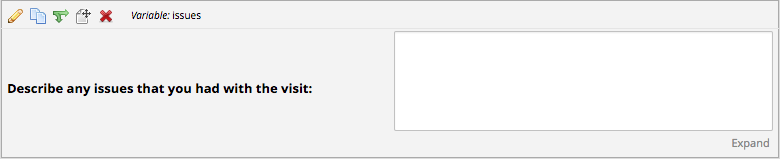 Variable: issues
Describe any issues that you had with the visit:
Expand